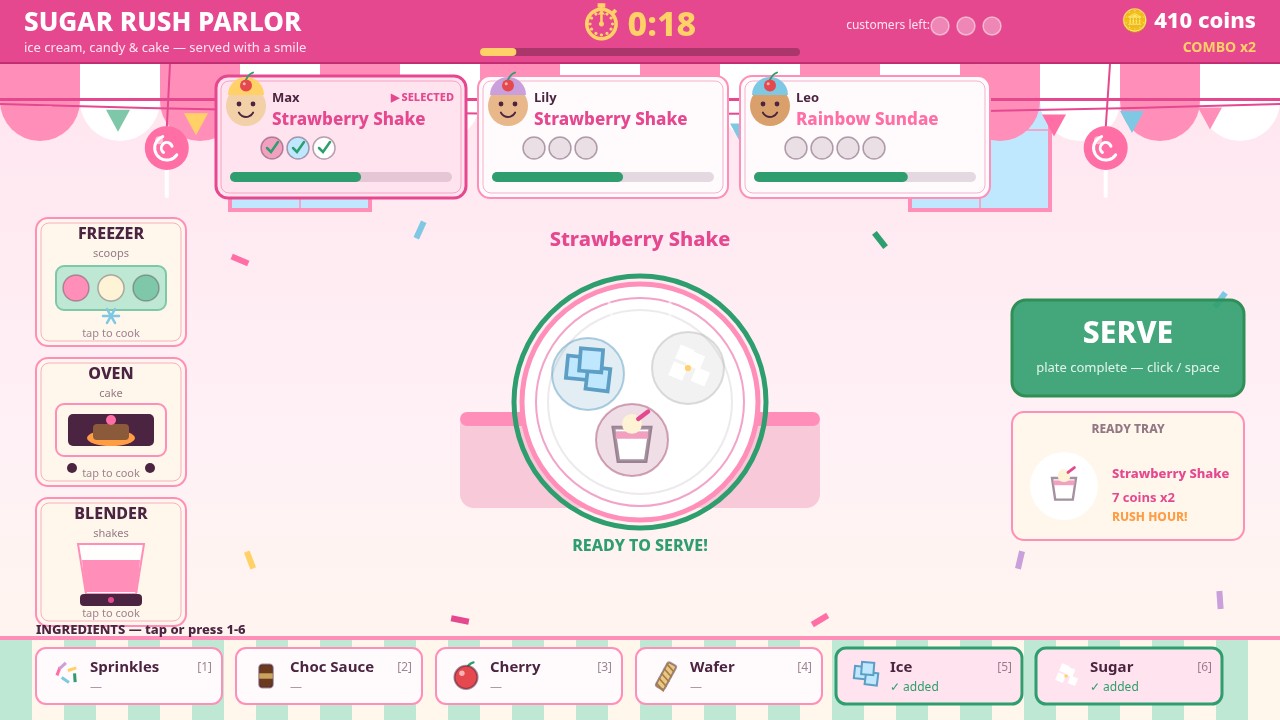 SUGAR RUSH PARLOR
ice cream, candy & cake — served with a smile
0:18
customers left:
410 coins
COMBO x2
Max
▶ SELECTED
Strawberry Shake
Lily
Strawberry Shake
Leo
Rainbow Sundae
FREEZER
scoops
tap to cook
OVEN
cake
tap to cook
BLENDER
shakes
tap to cook
Strawberry Shake
READY TO SERVE!
SERVE
plate complete — click / space
READY TRAY
Strawberry Shake
7 coins x2
RUSH HOUR!
INGREDIENTS — tap or press 1-6
Sprinkles [1]
—
Choc Sauce [2]
—
Cherry [3]
—
Wafer [4]
—
Ice [5]
✓ added
Sugar [6]
✓ added